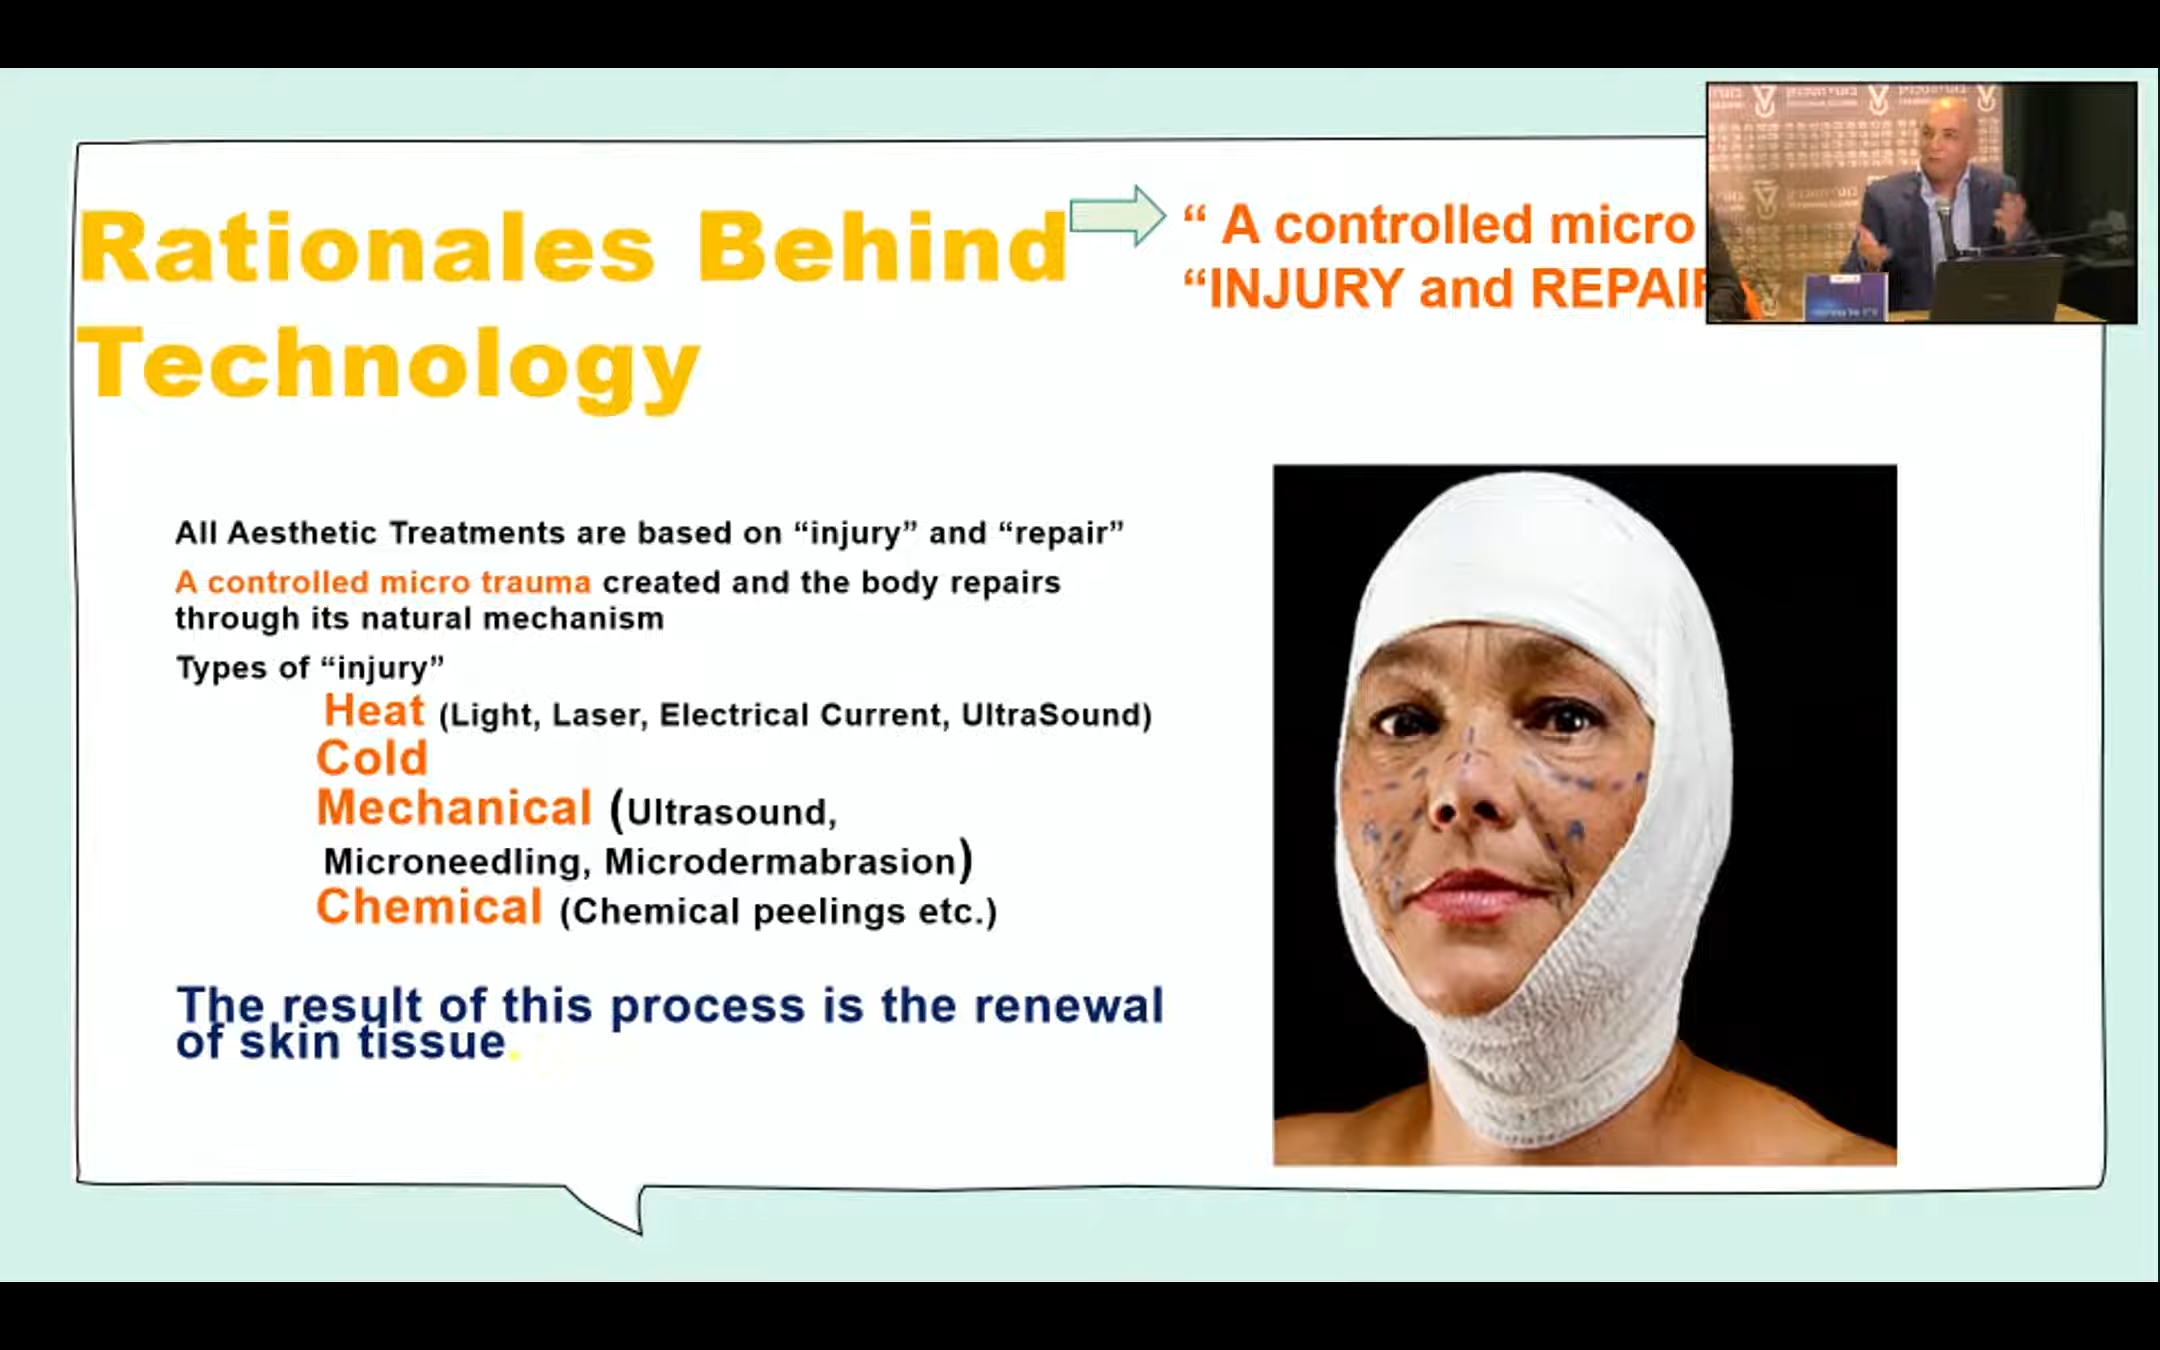 Rationales Behind
Technology
“ A controlled micro
“INJURY and REPAIR
All Aesthetic Treatments are based on “injury” and “repair”
A controlled micro trauma created and the body repairs
through its natural mechanism
Types of “injury”
Heat (Light, Laser, Electrical Current, UltraSound)
Cold
Mechanical (Ultrasound,
Microneedling, Microdermabrasion)
Chemical (Chemical peelings etc.)
The result of this process is the renewal
of skin tissue.